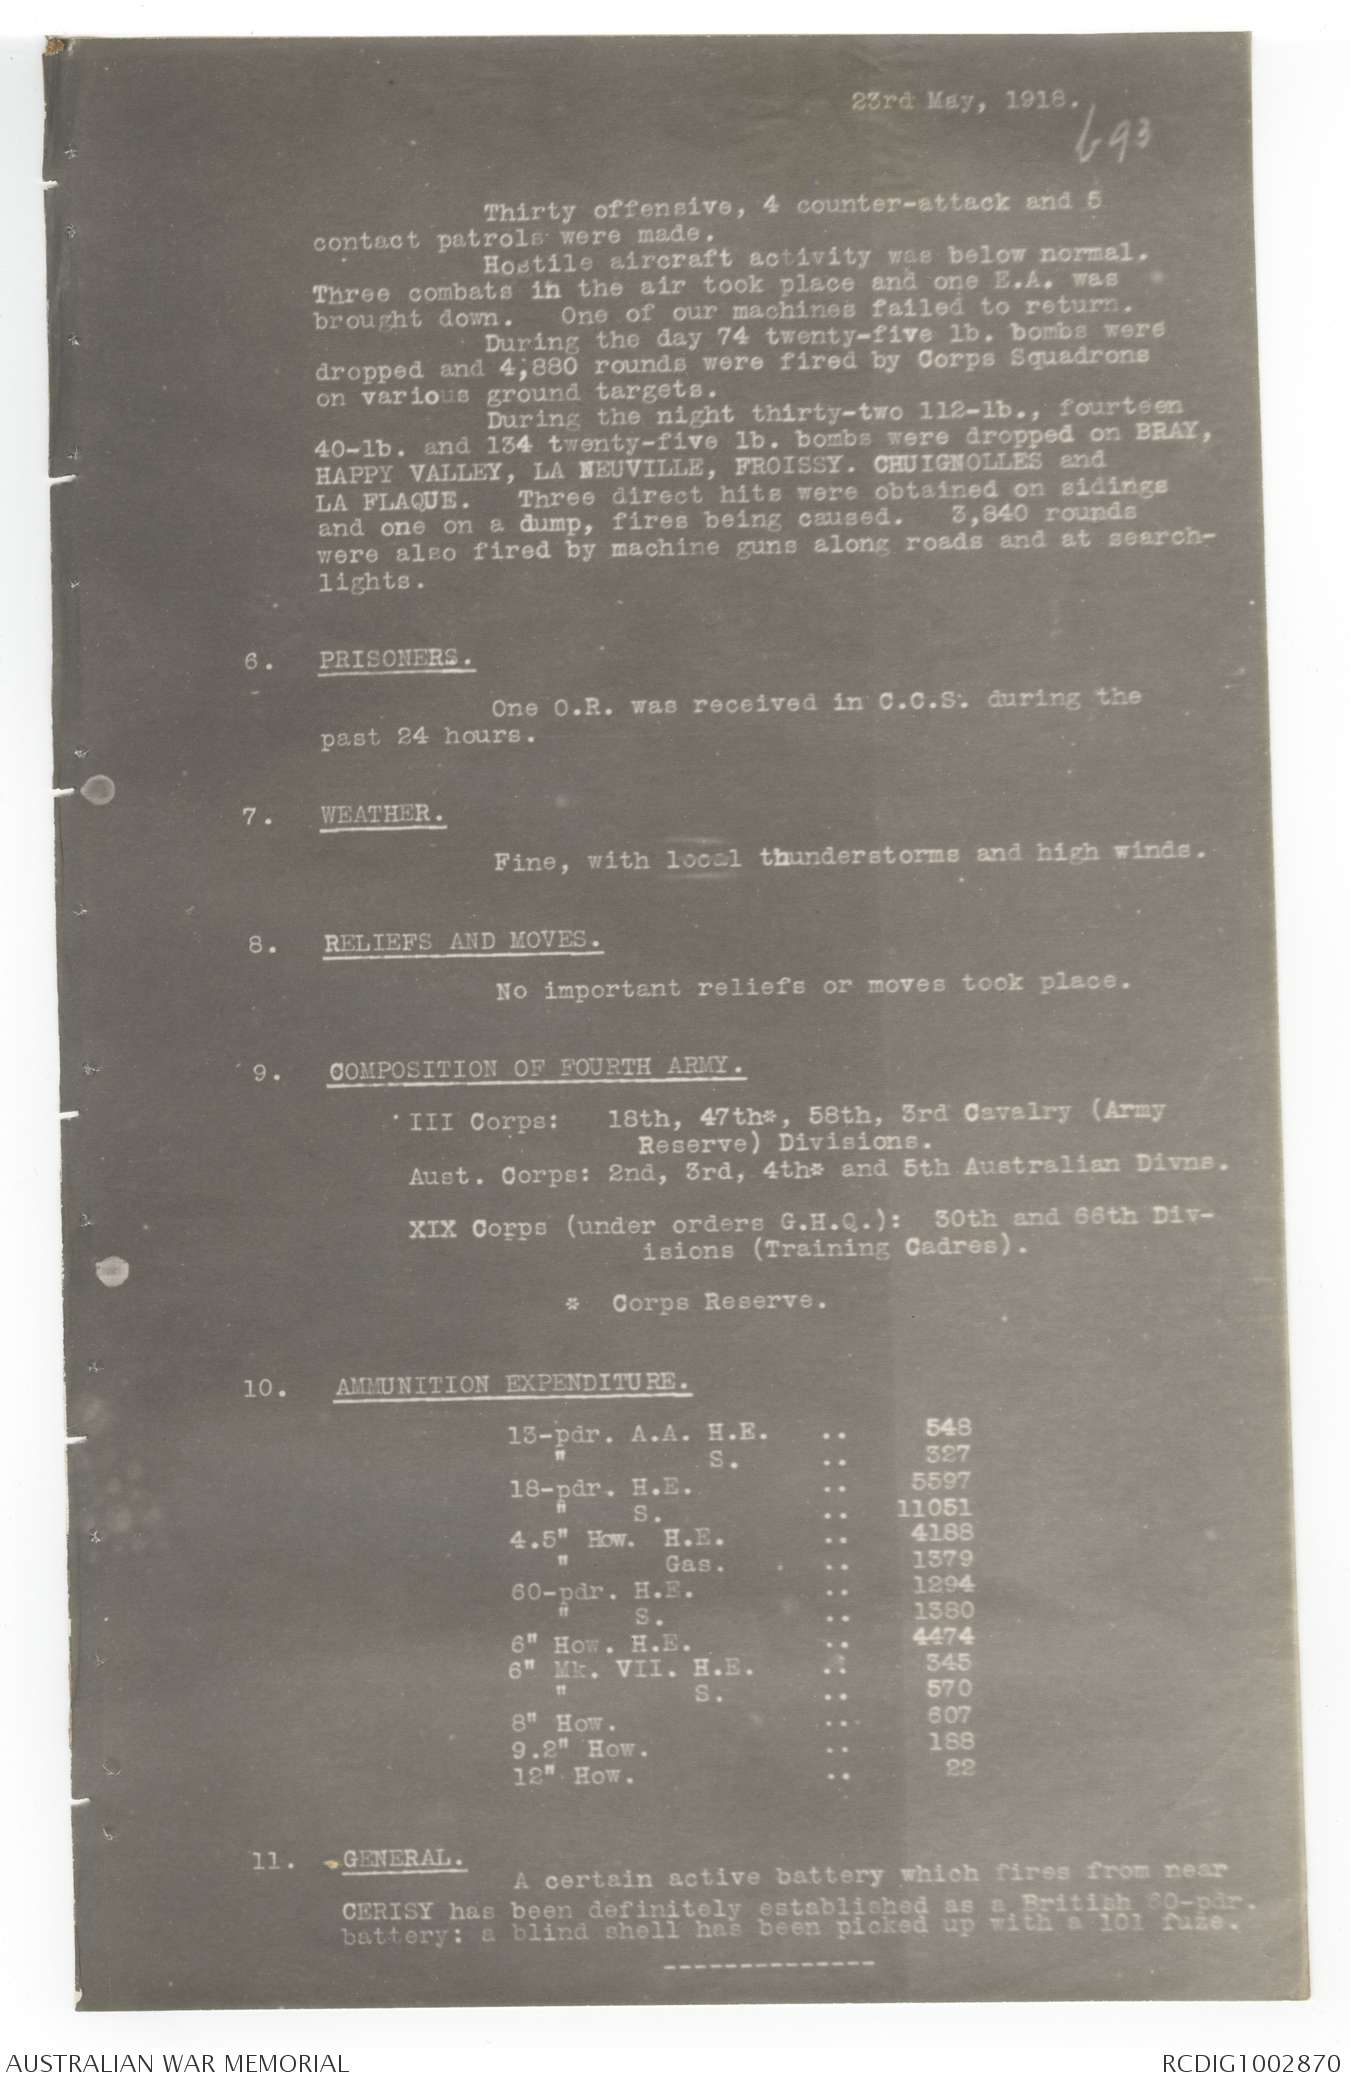 23rd May, 1918.
693
Thirty offensive, 4 counter-attack and 5
contact patrols were made.
Hostile aircraft activity was below normal.
Three combats in the air took place and one E.A. was
brought down. One of our machines failed to return.
During the day 74 twenty-five lb. bombs were
dropped and 4,880 rounds were fired by Corps Squadrons
on various ground targets.
During the night thirty-two 112-lb., fourteen
40-lb. and 134 twenty-five lb. bombs were dropped on BRAY,
HAPPY VALLEY, LA NEUVILLE, FROISSY. CHUIGNOLLES and
LA FLAQUE. Three direct hits were obtained on sidings
and one on a dump, fires being caused. 3,840 rounds
were also fired by machine guns along roads and at search-
lights.
6. PRISONERS.
One O.R. was received in C.C.S. during the
past 24 hours.
7. WEATHER.
Fine, with local thunderstorms and high winds.
8. RELIEFS AND MOVES.
No important reliefs or moves took place.
9. COMPOSITION OF FOURTH ARMY.
III Corps: 18th, 47th*, 58th, 3rd Cavalry (Army
Reserve) Divisions.
Aust. Corps: 2nd, 3rd, 4th* and 5th Australian Divns.
XIX Corps (under orders G.H.Q.): 30th and 66th Div-
isions (Training Cadres).
* Corps Reserve.
10. AMMUNITION EXPENDITURE.
13-pdr. A.A. H.E. .. 548
" S. .. 327
18-pdr. H.E. .. 5597
" S. .. 11051
4.5" How. H.E. .. 4188
" Gas. .. 1379
60-pdr. H.E. .. 1294
" S. .. 1380
6" How. H.E. .. 4474
6" Mk. VII. H.E. .. 345
" S. .. 570
8" How. .. 607
9.2" How. .. 188
12" How. .. 22
11. GENERAL.
A certain active battery which fires from near
CERISY has been definitely established as a British 60-pdr.
battery: a blind shell has been picked up with a 101 fuze.
--------------
AUSTRALIAN WAR MEMORIAL
RCDIG1002870